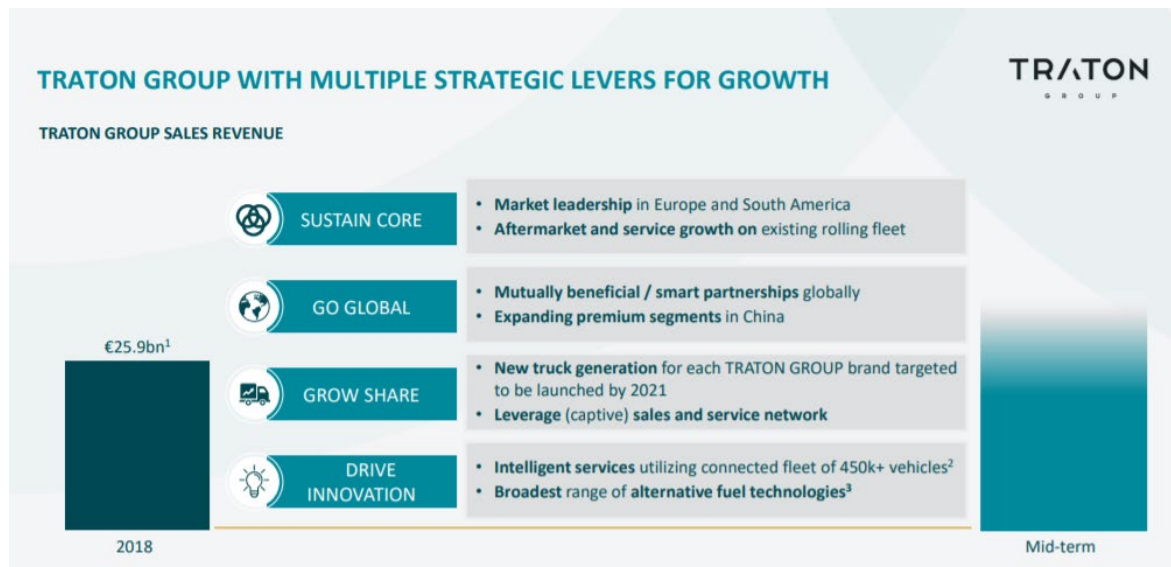 TRATON GROUP WITH MULTIPLE STRATEGIC LEVERS FOR GROWTH
TRATON
GROUP
TRATON GROUP SALES REVENUE
SUSTAIN CORE
• Market leadership in Europe and South America
• Aftermarket and service growth on existing rolling fleet
GO GLOBAL
• Mutually beneficial / smart partnerships globally
• Expanding premium segments in China
€25.9bn¹
GROW SHARE
• New truck generation for each TRATON GROUP brand targeted
to be launched by 2021
• Leverage (captive) sales and service network
DRIVE
INNOVATION
• Intelligent services utilizing connected fleet of 450k+ vehicles²
• Broadest range of alternative fuel technologies³
2018
Mid-term